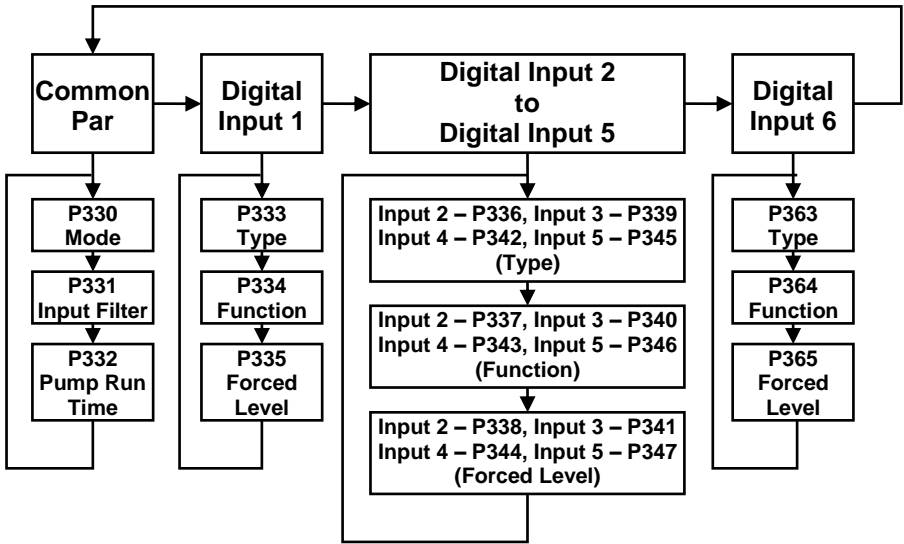 Common
Par
Digital
Input 1
Digital Input 2
to
Digital Input 5
Digital
Input 6
P330
Mode
P331
Input Filter
P332
Pump Run
Time
P333
Type
P334
Function
P335
Forced
Level
Input 2 – P336, Input 3 – P339
Input 4 – P342, Input 5 – P345
(Type)
Input 2 – P337, Input 3 – P340
Input 4 – P343, Input 5 – P346
(Function)
Input 2 – P338, Input 3 – P341
Input 4 – P344, Input 5 – P347
(Forced Level)
P363
Type
P364
Function
P365
Forced
Level